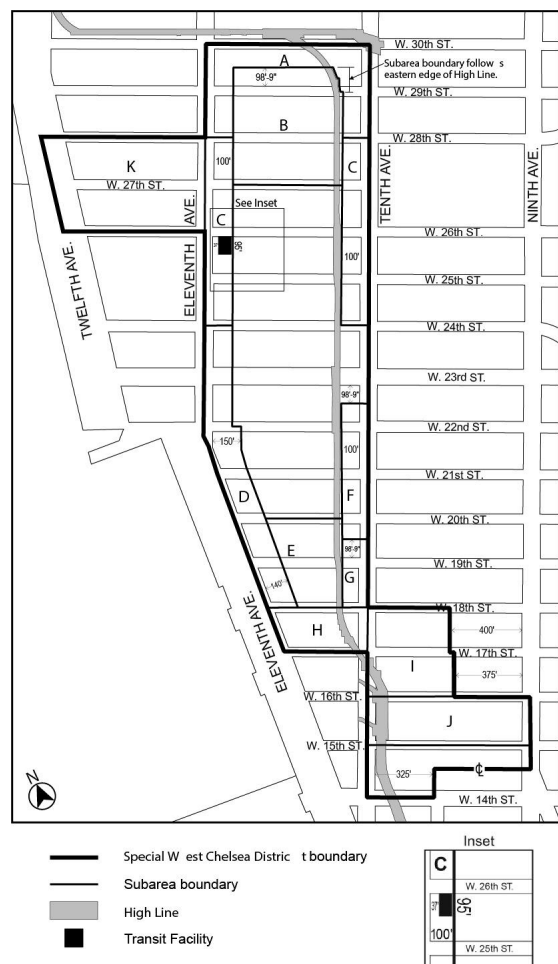 W. 30th ST.
A
Subarea boundary follow s
eastern edge of High Line.
98'-9"
W. 29th ST.
B
W. 28th ST.
K
100'
C
W. 27th ST.
TENTH AVE.
NINTH AVE.
ELEVENTH AVE.
See Inset
C
W. 26th ST.
37'
95'
100'
TWELFTH AVE.
W. 25th ST.
W. 24th ST.
W. 23rd ST.
98'-9"
W. 22nd ST.
150'
100'
W. 21st ST.
D
F
W. 20th ST.
E
98'-9"
W. 19th ST.
140'
G
ELEVENTH AVE.
W. 18th ST.
H
400'
W. 17th ST.
I
375'
W. 16th ST.
J
W. 15th ST.
325'
℄
W. 14th ST.
N
Inset
Special W est Chelsea Distric t boundary
Subarea boundary
High Line
Transit Facility
C
W. 26th ST.
37'
95'
100'
W. 25th ST.